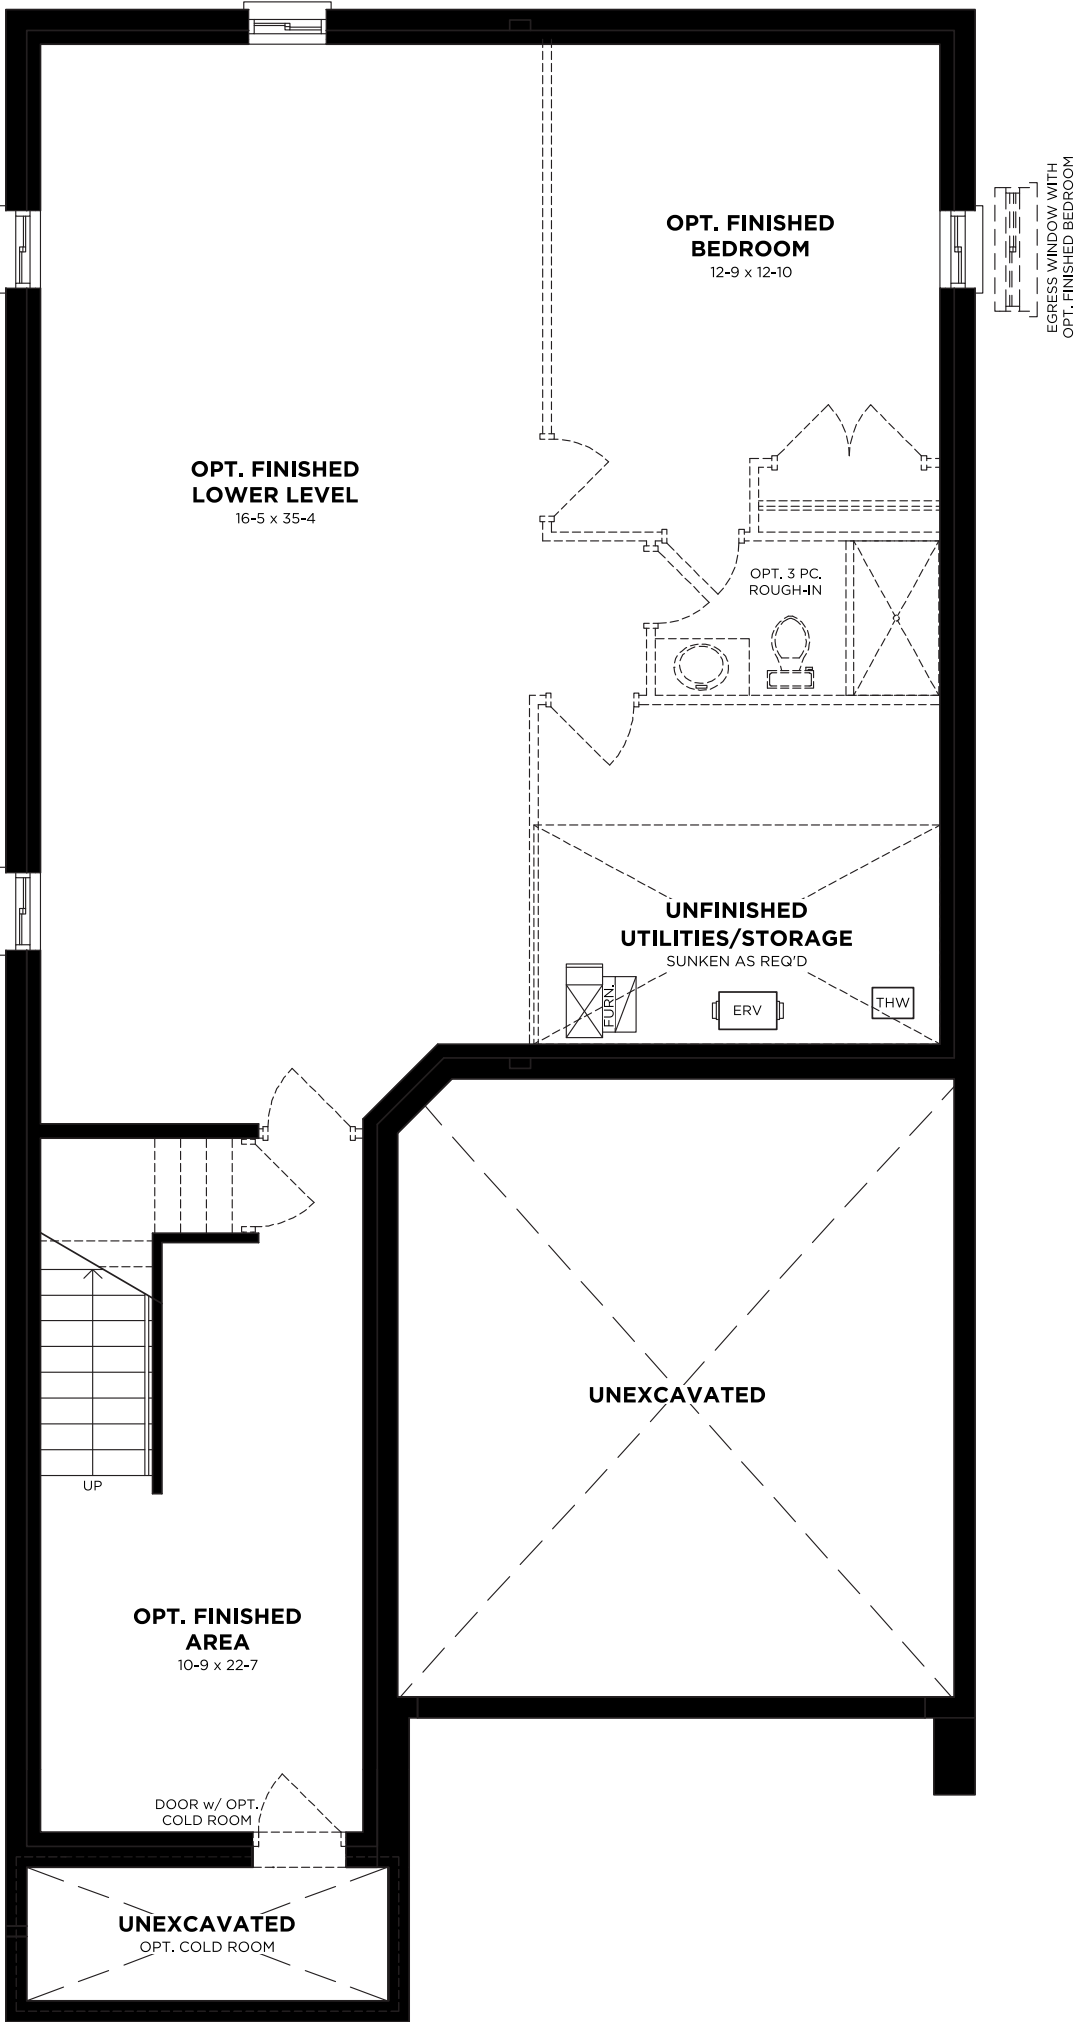 EGRESS WINDOW WITH
OPT. FINISHED BEDROOM
OPT. FINISHED
BEDROOM
12-9 x 12-10
OPT. FINISHED
LOWER LEVEL
16-5 x 35-4
OPT. 3 PC.
ROUGH-IN
UNFINISHED
UTILITIES/STORAGE
SUNKEN AS REQ'D
FURN.
ERV
THW
UNEXCAVATED
UP
OPT. FINISHED
AREA
10-9 x 22-7
DOOR w/ OPT.
COLD ROOM
UNEXCAVATED
OPT. COLD ROOM